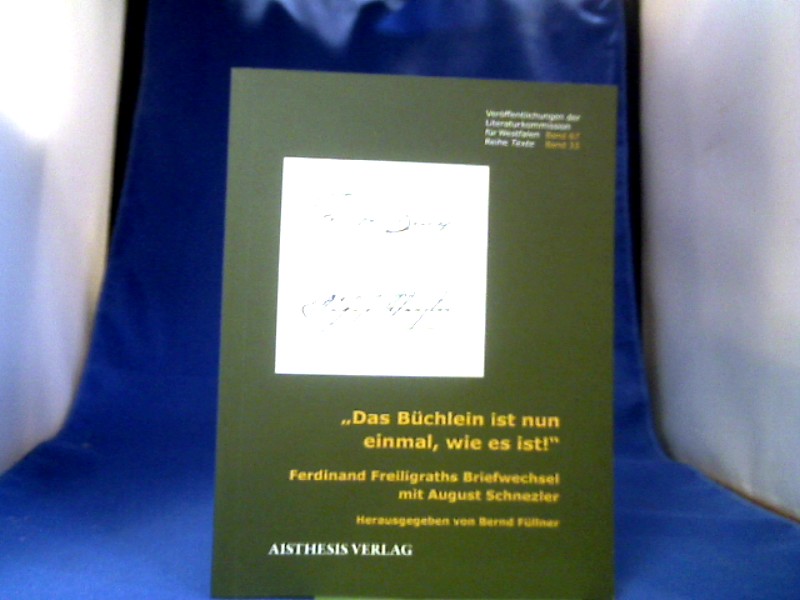 Veröffentlichungen der
Literaturkommission
für Westfalen Band 67
Reihe Texte Band 33
„Das Büchlein ist nun
einmal, wie es ist!“
Ferdinand Freiligraths Briefwechsel
mit August Schnezler
Herausgegeben von Bernd Füllner
AISTHESIS VERLAG